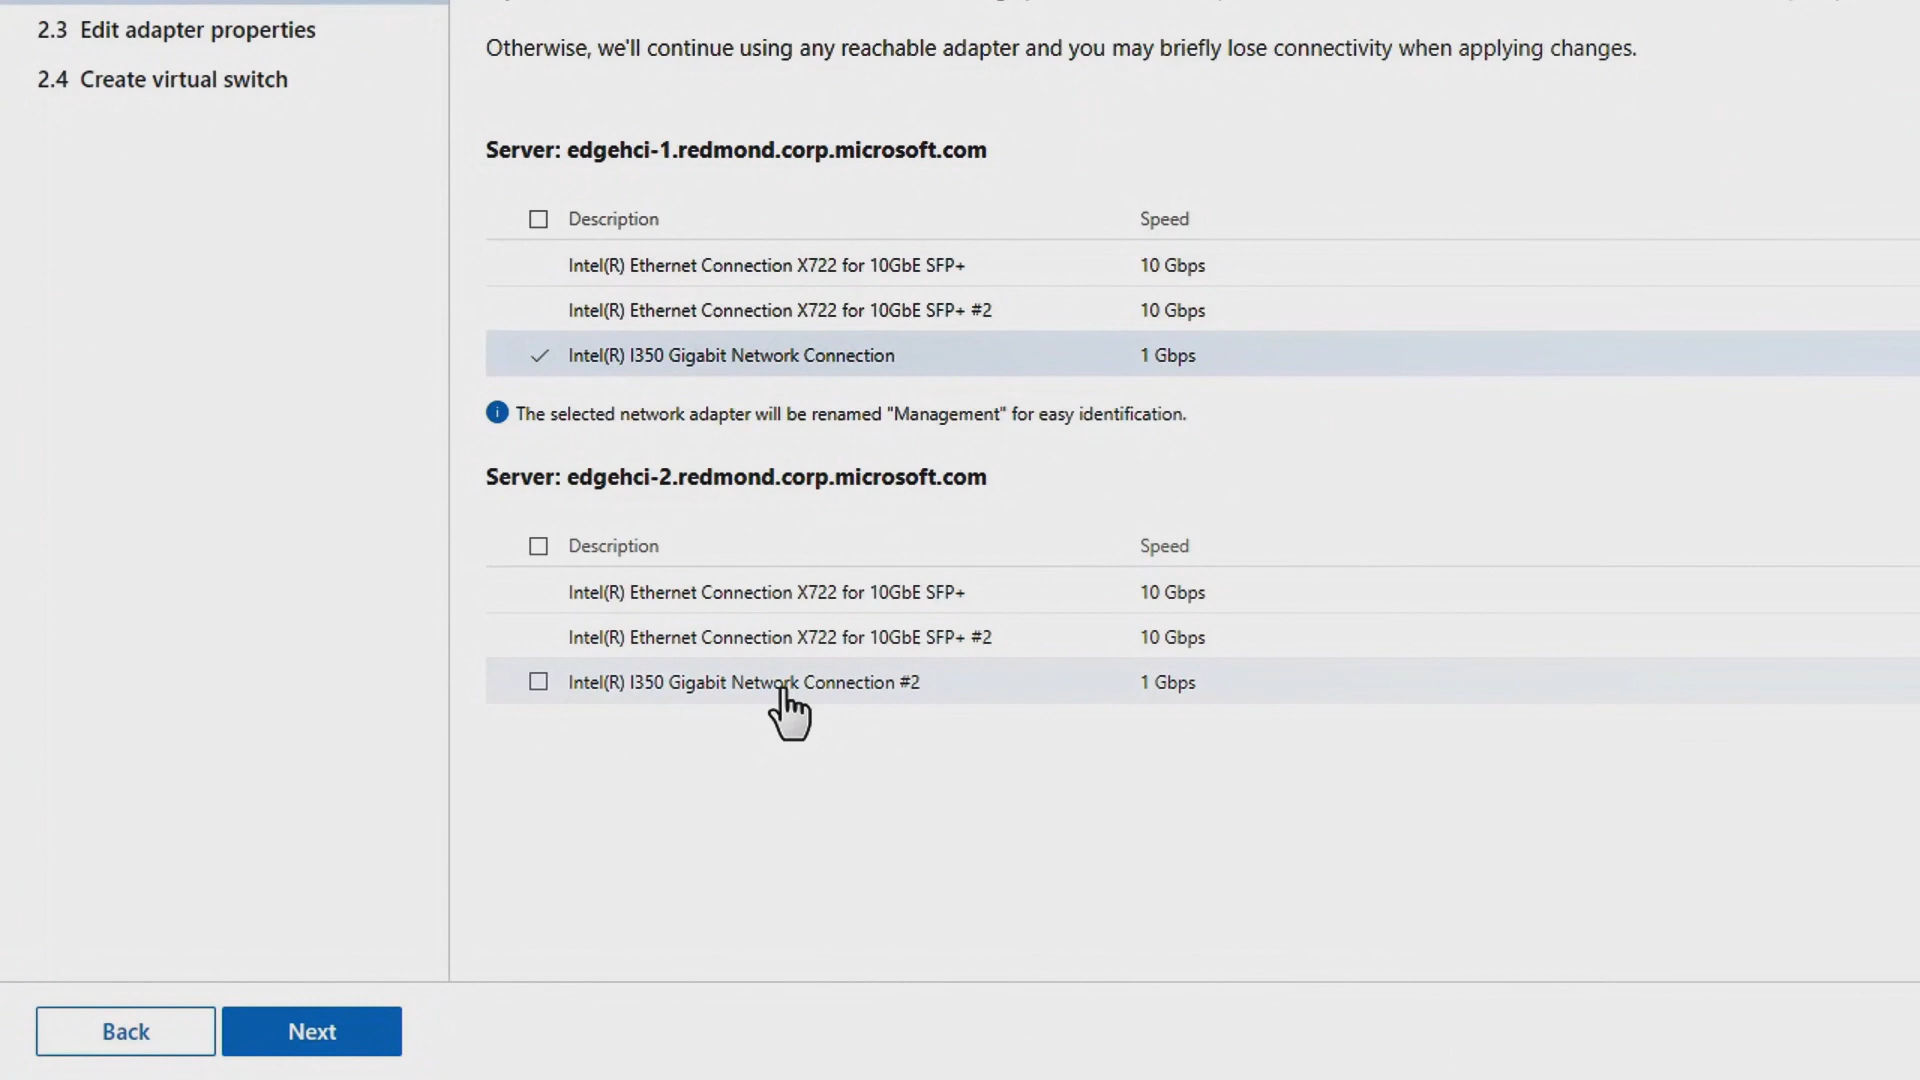 2.3 Edit adapter properties
2.4 Create virtual switch
Otherwise, we'll continue using any reachable adapter and you may briefly lose connectivity when applying changes.
Server: edgehci-1.redmond.corp.microsoft.com
Description Speed
Intel(R) Ethernet Connection X722 for 10GbE SFP+ 10 Gbps
Intel(R) Ethernet Connection X722 for 10GbE SFP+ #2 10 Gbps
Intel(R) I350 Gigabit Network Connection 1 Gbps
The selected network adapter will be renamed "Management" for easy identification.
Server: edgehci-2.redmond.corp.microsoft.com
Description Speed
Intel(R) Ethernet Connection X722 for 10GbE SFP+ 10 Gbps
Intel(R) Ethernet Connection X722 for 10GbE SFP+ #2 10 Gbps
Intel(R) I350 Gigabit Network Connection #2 1 Gbps
Back Next